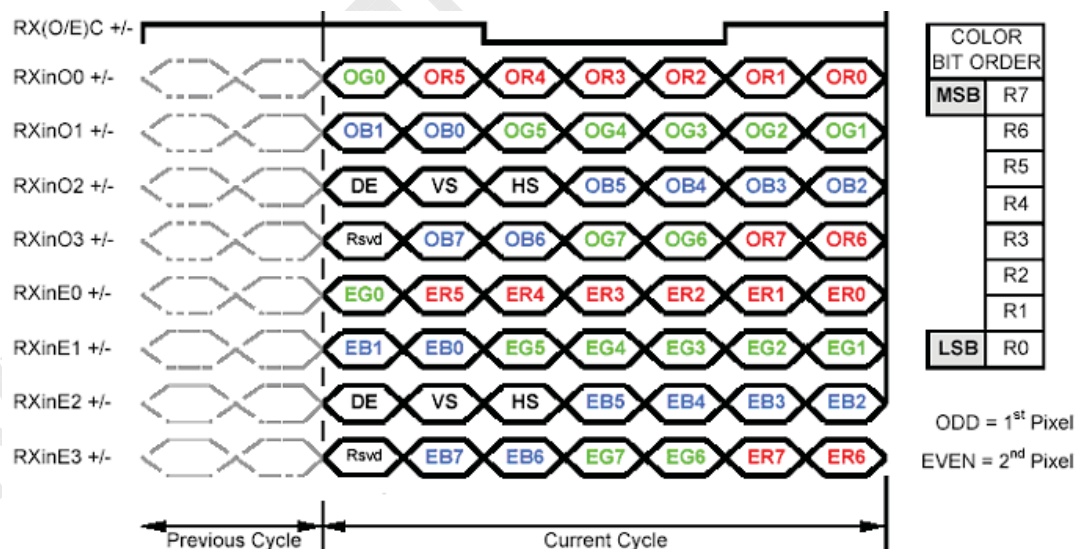 RX(O/E)C +/-
RXinO0 +/- OG0 OR5 OR4 OR3 OR2 OR1 OR0
RXinO1 +/- OB1 OB0 OG5 OG4 OG3 OG2 OG1
RXinO2 +/- DE VS HS OB5 OB4 OB3 OB2
RXinO3 +/- Rsvd OB7 OB6 OG7 OG6 OR7 OR6
RXinE0 +/- EG0 ER5 ER4 ER3 ER2 ER1 ER0
RXinE1 +/- EB1 EB0 EG5 EG4 EG3 EG2 EG1
RXinE2 +/- DE VS HS EB5 EB4 EB3 EB2
RXinE3 +/- Rsvd EB7 EB6 EG7 EG6 ER7 ER6
Previous Cycle Current Cycle
COLOR
BIT ORDER
MSB R7
R6
R5
R4
R3
R2
R1
LSB R0
ODD = 1st Pixel
EVEN = 2nd Pixel